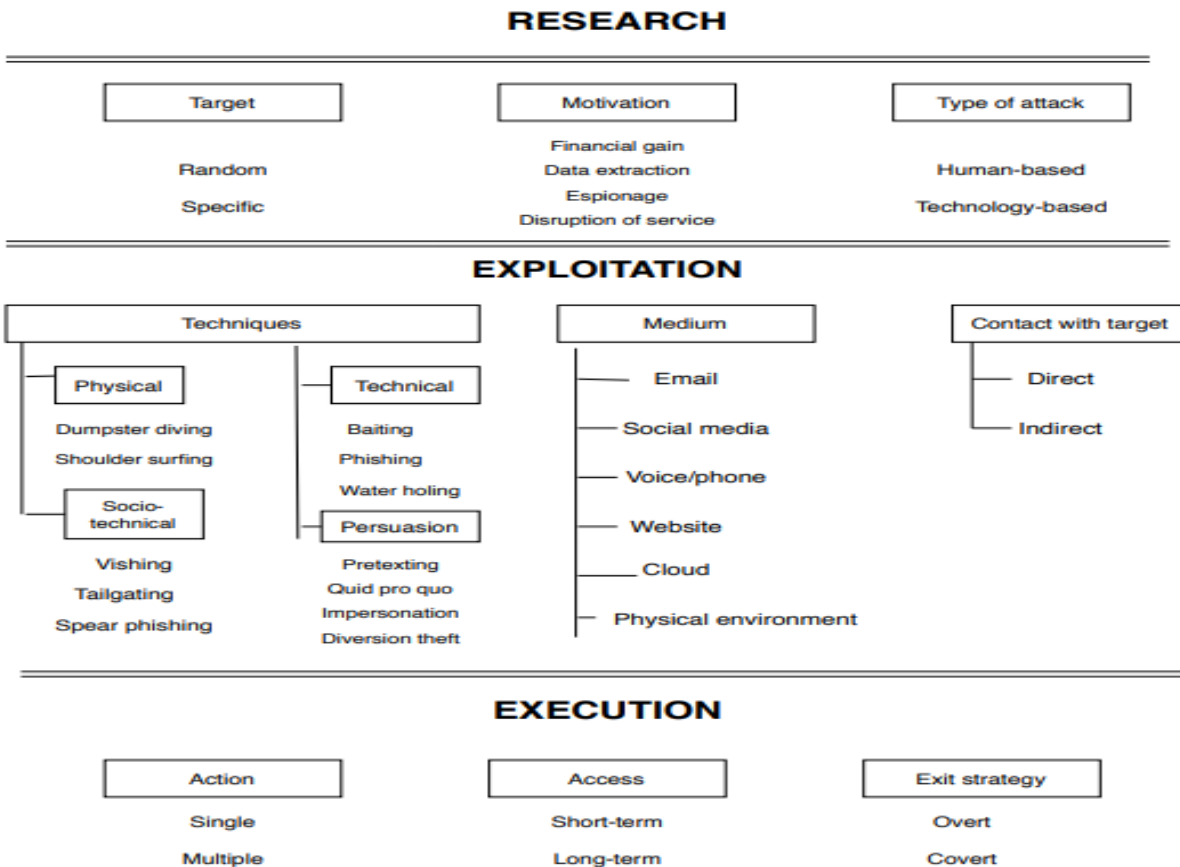 RESEARCH
Target
Motivation
Type of attack
Random
Specific
Financial gain
Data extraction
Espionage
Disruption of service
Human-based
Technology-based
EXPLOITATION
Techniques
Physical
Dumpster diving
Shoulder surfing
Socio-
technical
Vishing
Tailgating
Spear phishing
Technical
Baiting
Phishing
Water holing
Persuasion
Pretexting
Quid pro quo
Impersonation
Diversion theft
Medium
Email
Social media
Voice/phone
Website
Cloud
Physical environment
Contact with target
Direct
Indirect
EXECUTION
Action
Single
Multiple
Access
Short-term
Long-term
Exit strategy
Overt
Covert